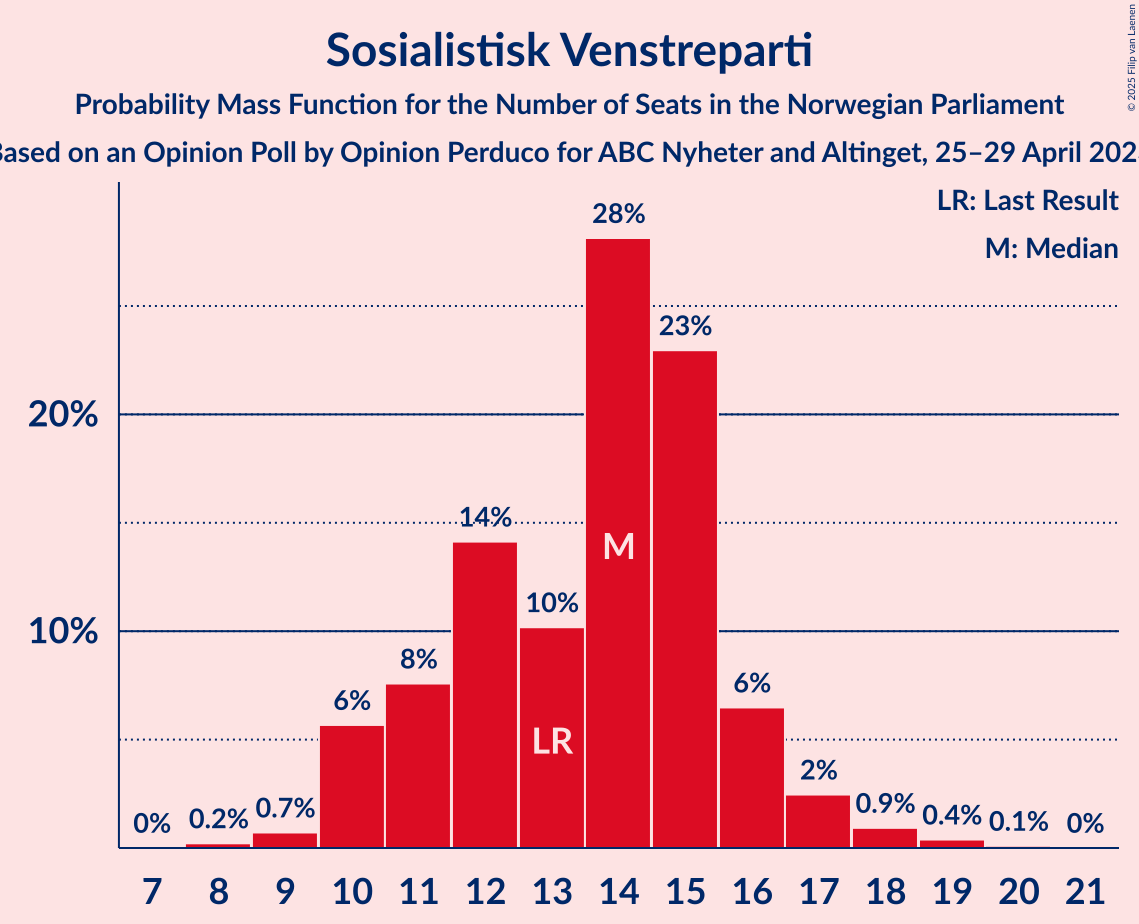 © 2025 Filip van Laenen
Sosialistisk Venstreparti
Probability Mass Function for the Number of Seats in the Norwegian Parliament
on an Opinion Poll by Opinion Perduco for ABC Nyheter and Altinget, 25–29 April
LR: Last Result
M: Median
28%
23%
20%
14%
M
10%
10%
8%
6%
6%
LR
2%
0% 0.2% 0.7% 0.9% 0.4% 0.1% 0%
7 8 9 10 11 12 13 14 15 16 17 18 19 20 21